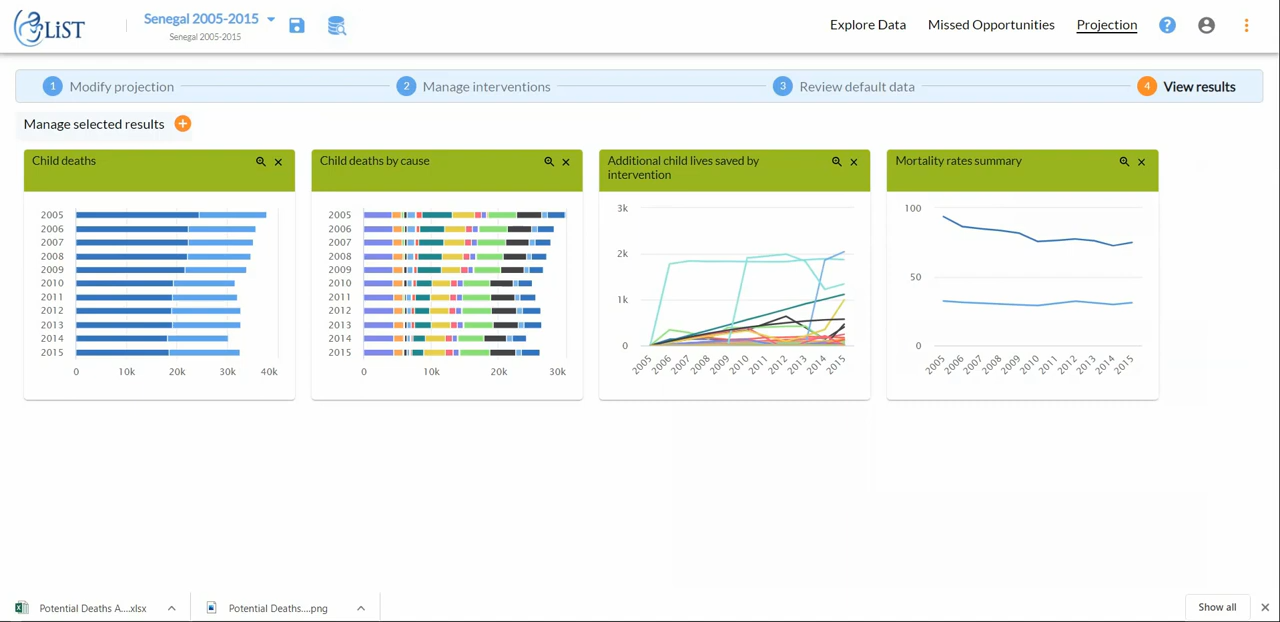 LiST
Senegal 2005-2015
Senegal 2005-2015
Explore Data
Missed Opportunities
Projection
?
1 Modify projection
2 Manage interventions
3 Review default data
4 View results
Manage selected results
Child deaths
2005
2006
2007
2008
2009
2010
2011
2012
2013
2014
2015
0 10k 20k 30k 40k
Child deaths by cause
2005
2006
2007
2008
2009
2010
2011
2012
2013
2014
2015
0 10k 20k 30k
Additional child lives saved by
intervention
3k
2k
1k
0
2005 2006 2007 2008 2009 2010 2011 2012 2013 2014 2015
Mortality rates summary
100
50
0
2005 2006 2007 2008 2009 2010 2011 2012 2013 2014 2015
Potential Deaths A....xlsx
Potential Deaths....png
Show all